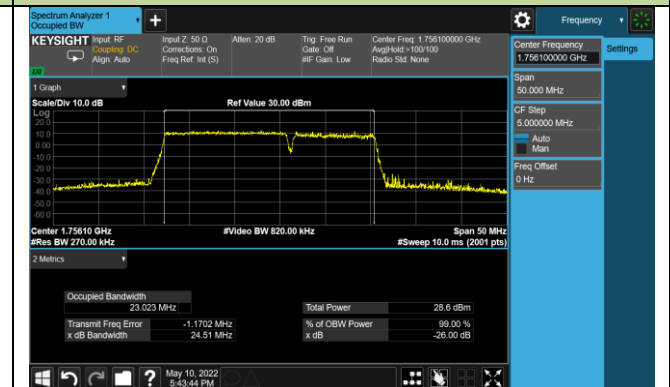 Spectrum Analyzer 1
Occupied BW
+
Frequency
KEYSIGHT
Input: RF
Coupling: DC
Align: Auto
Input Z: 50 Ω
Corrections: On
Freq Ref: Int (S)
Atten: 20 dB
Trig: Free Run
Gate: Off
#IF Gain: Low
Center Freq: 1.756100000 GHz
Avg|Hold:>100/100
Radio Std: None
Center Frequency
1.756100000 GHz
Settings
Span
50.000 MHz
CF Step
5.000000 MHz
Auto
Man
Freq Offset
0 Hz
1 Graph
Scale/Div 10.0 dB
Ref Value 30.00 dBm
Log
20.0
10.0
0.00
-10.0
-20.0
-30.0
-40.0
-50.0
-60.0
Center 1.75610 GHz
#Video BW 820.00 kHz
Span 50 MHz
#Res BW 270.00 kHz
#Sweep 10.0 ms (2001 pts)
2 Metrics
Occupied Bandwidth
23.023 MHz
Total Power
28.6 dBm
Transmit Freq Error
-1.1702 MHz
% of OBW Power
99.00 %
x dB Bandwidth
24.51 MHz
x dB
-26.00 dB
?
May 10, 2022
5:43:44 PM